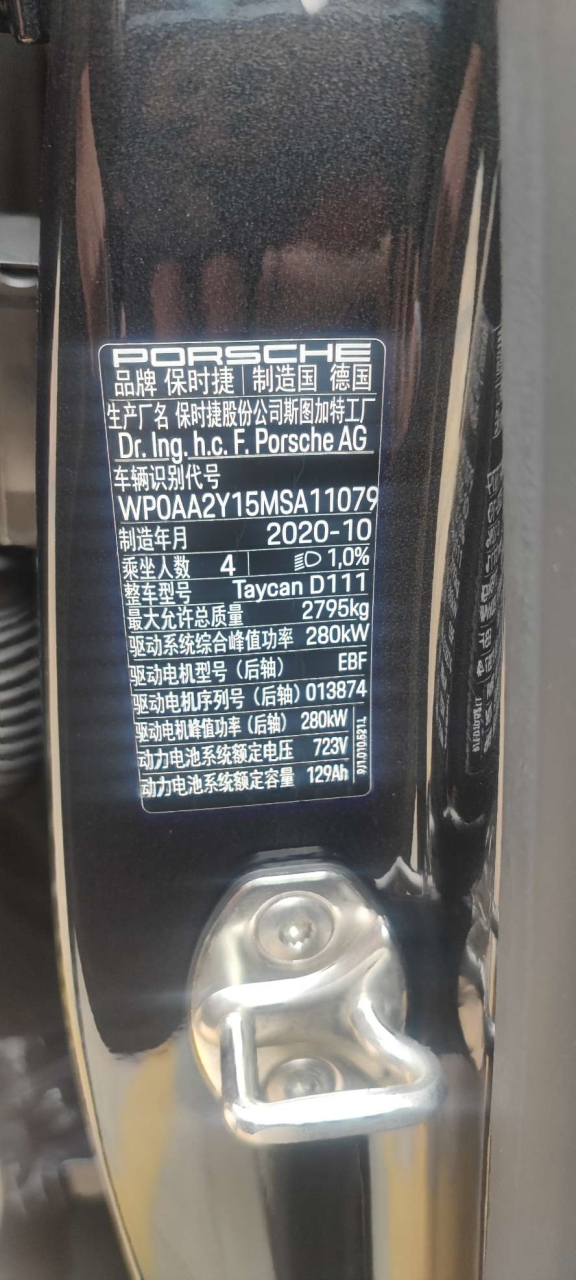 PORSCHE
品牌 保时捷 制造国 德国
生产厂名 保时捷股份公司斯图加特工厂
Dr. Ing. h.c. F. Porsche AG
车辆识别代号
WP0AA2Y15MSA11079
制造年月 2020-10
乘坐人数 4 1,0%
整车型号 Taycan D111
最大允许总质量 2795kg
驱动系统综合峰值功率 280kW
驱动电机型号（后轴） EBF
驱动电机序列号（后轴）013874
驱动电机峰值功率（后轴） 280kW
动力电池系统额定电压 723V
动力电池系统额定容量 129Ah
9J1.010.521.L